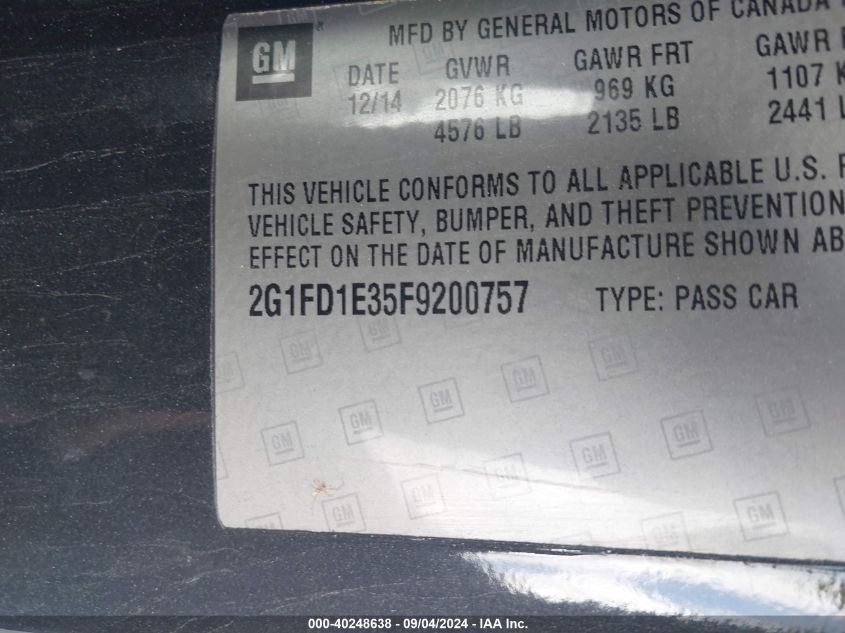 GM
MFD BY GENERAL MOTORS OF CANADA
DATE GVWR GAWR FRT GAWR
12/14 2076 KG 969 KG 1107
4576 LB 2135 LB 2441
THIS VEHICLE CONFORMS TO ALL APPLICABLE U.S.
VEHICLE SAFETY, BUMPER, AND THEFT PREVENTION
EFFECT ON THE DATE OF MANUFACTURE SHOWN AB
2G1FD1E35F9200757 TYPE: PASS CAR
000-40248638 - 09/04/2024 - IAA Inc.